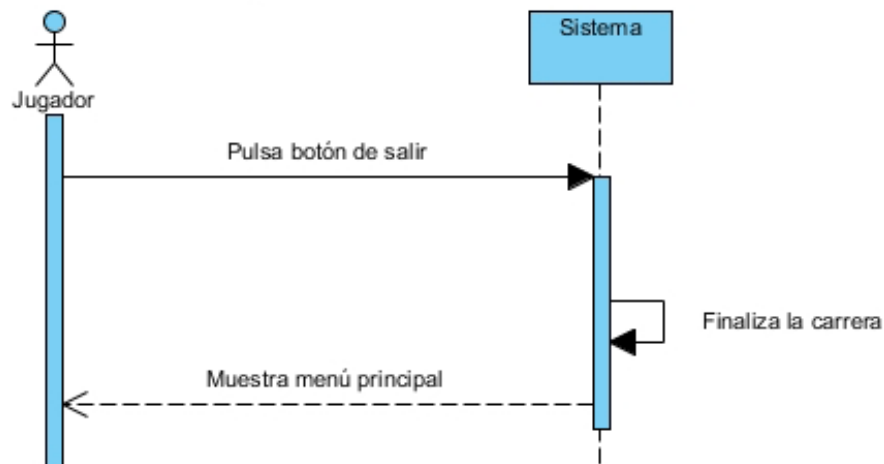 Sistema
Jugador
Pulsa botón de salir
Finaliza la carrera
Muestra menú principal